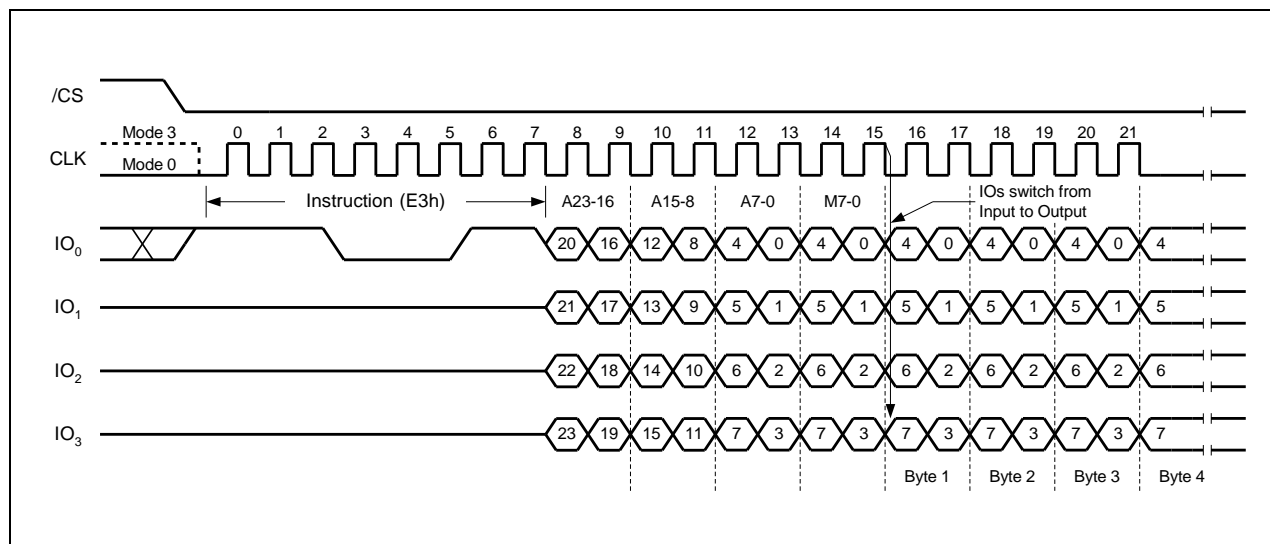 /CS
Mode 3
0 1 2 3 4 5 6 7 8 9 10 11 12 13 14 15 16 17 18 19 20 21
CLK
Mode 0
Instruction (E3h) A23-16 A15-8 A7-0 M7-0
IOs switch from
Input to Output
IO0 20 16 12 8 4 0 4 0 4 0 4 0 4 0 4
IO1 21 17 13 9 5 1 5 1 5 1 5 1 5 1 5
IO2 22 18 14 10 6 2 6 2 6 2 6 2 6 2 6
IO3 23 19 15 11 7 3 7 3 7 3 7 3 7 3 7
Byte 1 Byte 2 Byte 3 Byte 4